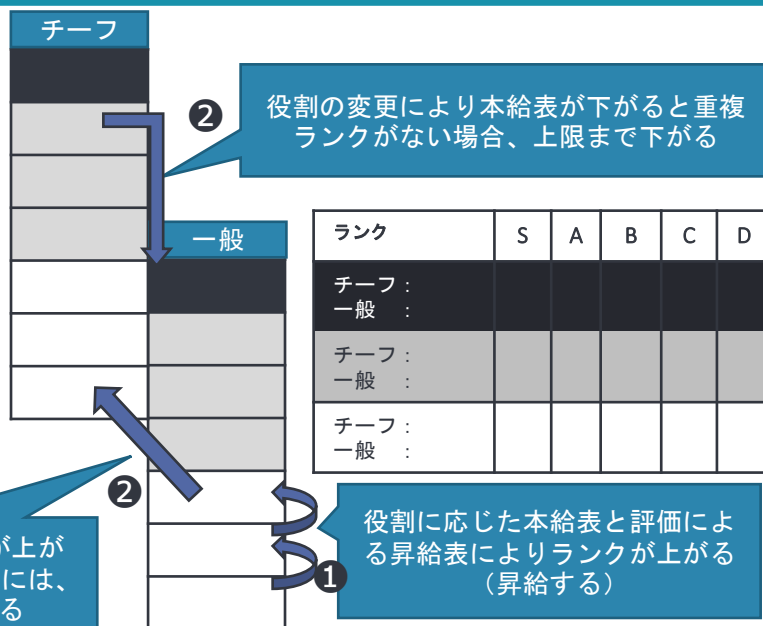 チーフ
❷
役割の変更により本給表が下がると重複
ランクがない場合、上限まで下がる
一般
ランク S A B C D
チーフ：
一般　：
チーフ：
一般　：
チーフ：
一般　：
❷
が上が
には、
る
❶
役割に応じた本給表と評価によ
る昇給表によりランクが上がる
（昇給する）